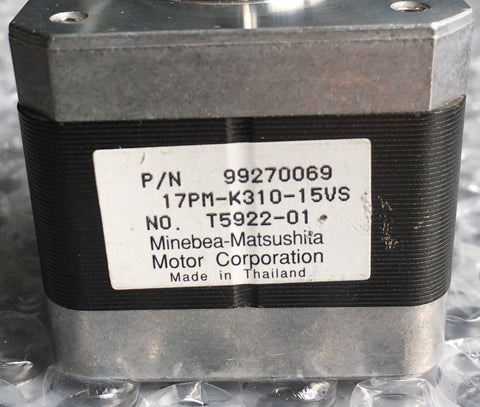 P/N 99270069
17PM-K310-15VS
NO. T5922-01
Minebea-Matsushita
Motor Corporation
Made in Thailand